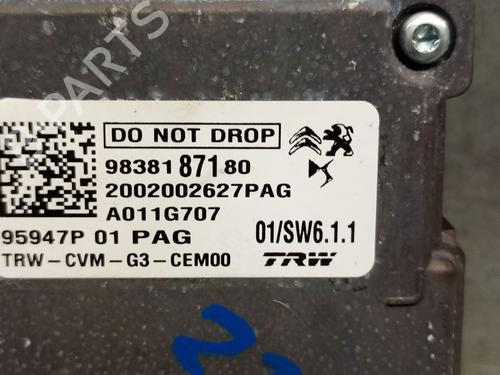 DO NOT DROP
98381 871 80
2002002627PAG
A011G707
95947P 01 PAG 01/SW6.1.1
TRW-CVM-G3-CEM00 TRW